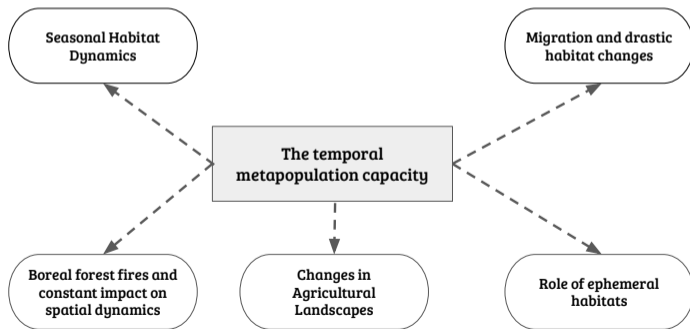 Seasonal Habitat
Dynamics
Migration and drastic
habitat changes
The temporal
metapopulation capacity
Boreal forest fires and
constant impact on
spatial dynamics
Changes in
Agricultural
Landscapes
Role of ephemeral
habitats